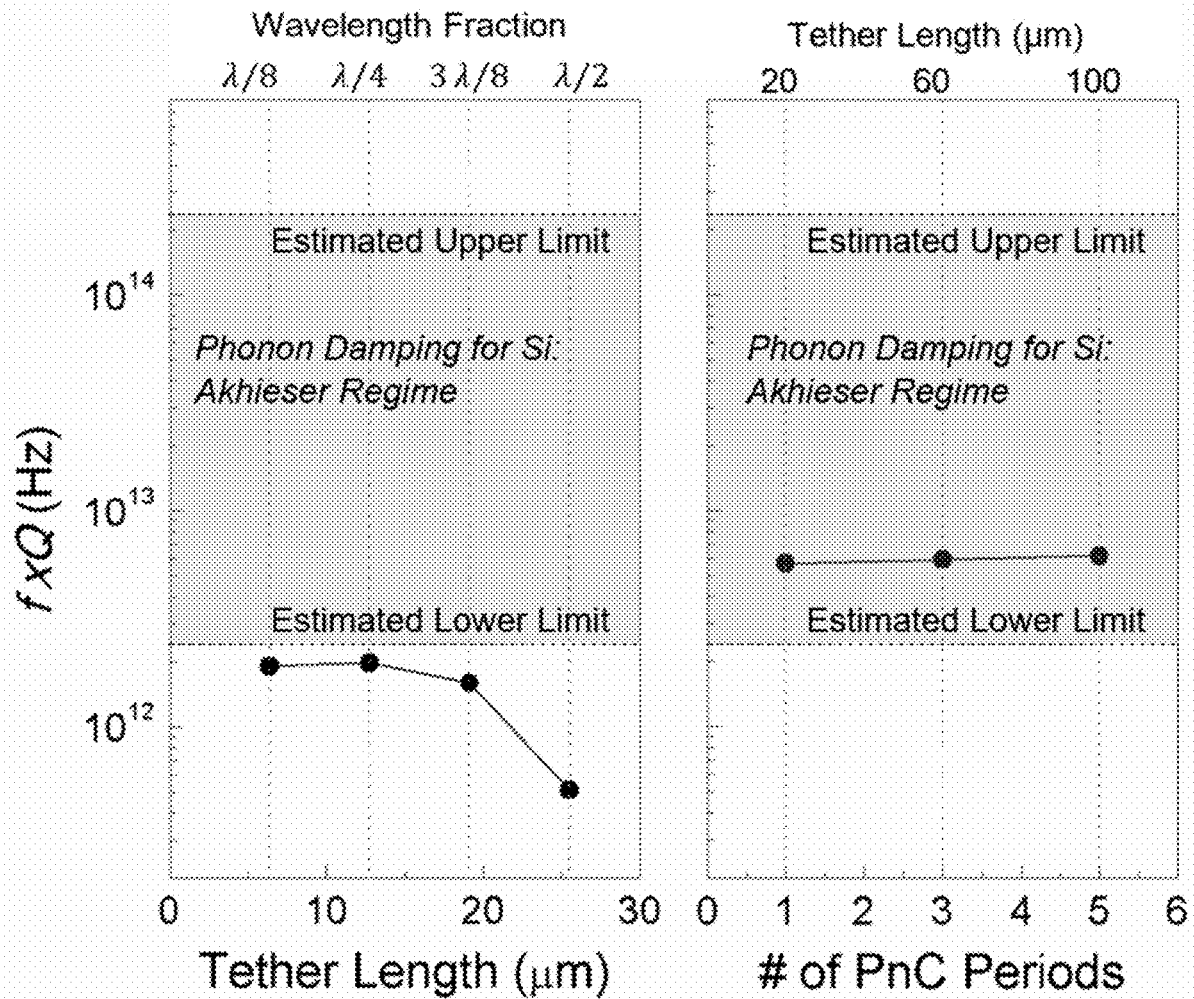 Wavelength Fraction
λ/8 λ/4 3 λ/8 λ/2
Tether Length (μm)
20 60 100
Estimated Upper Limit
Estimated Upper Limit
10^14
Phonon Damping for Si:
Akhieser Regime
Phonon Damping for Si:
Akhieser Regime
f xQ (Hz)
10^13
Estimated Lower Limit
Estimated Lower Limit
10^12
0 10 20 30
0 1 2 3 4 5 6
Tether Length (μm)
# of PnC Periods